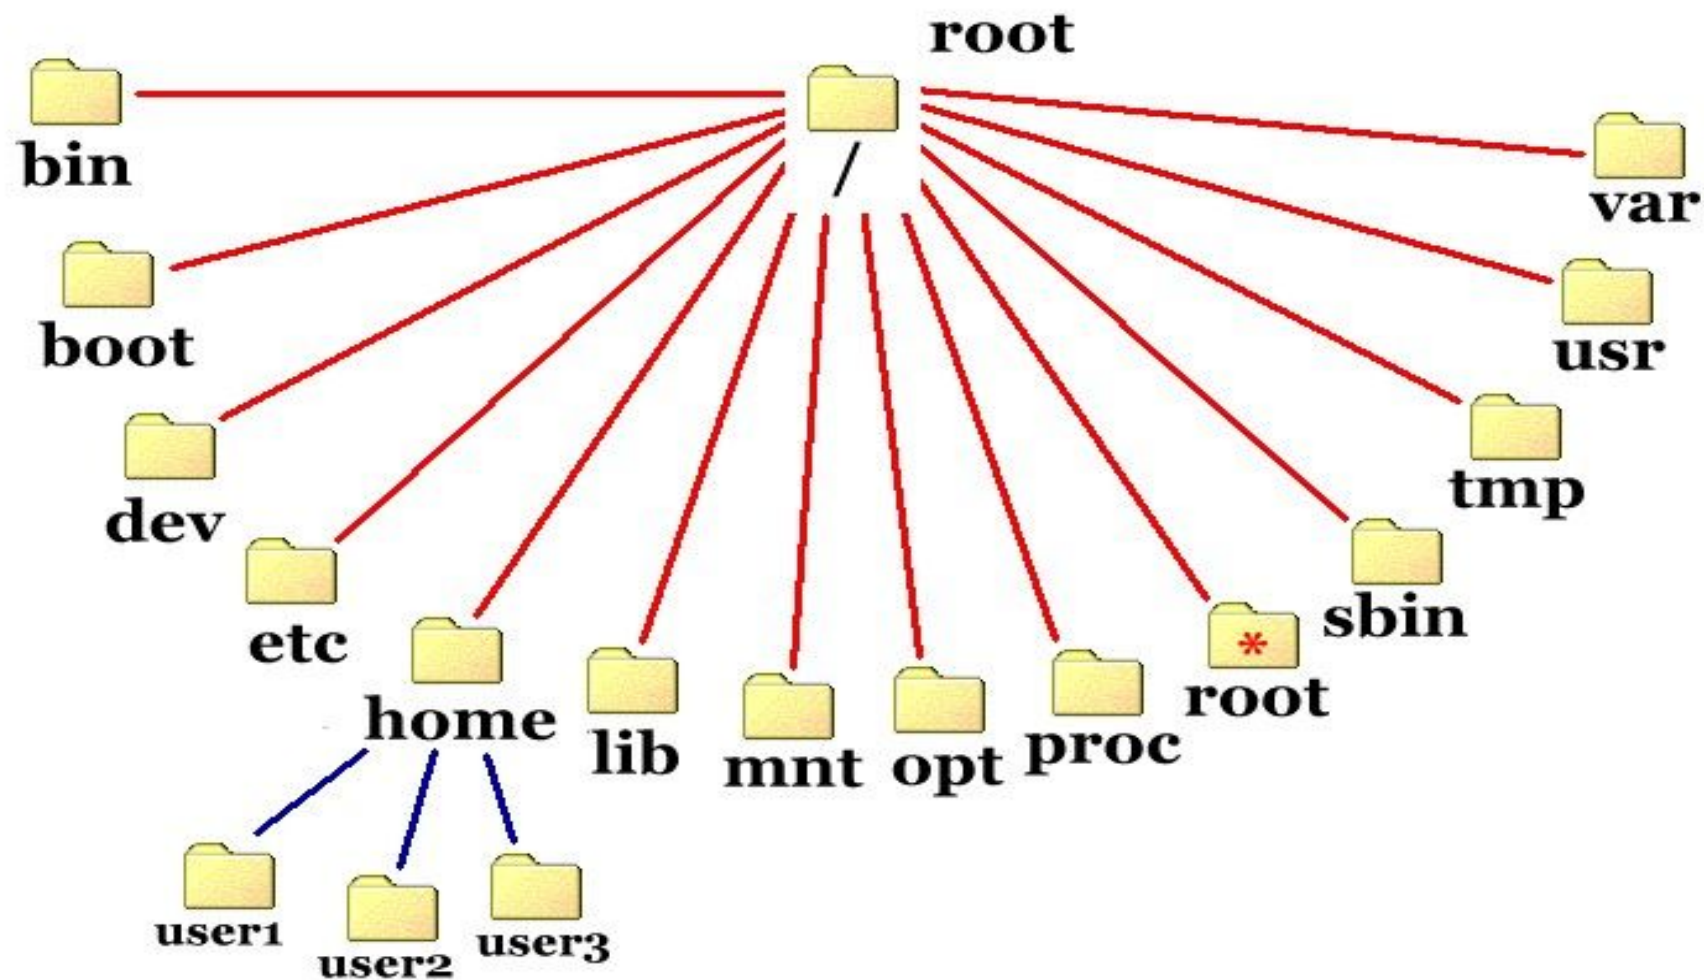 root
/
bin
boot
dev
etc
home
lib
mnt
opt
proc
root
*
sbin
tmp
usr
var
user1
user2
user3